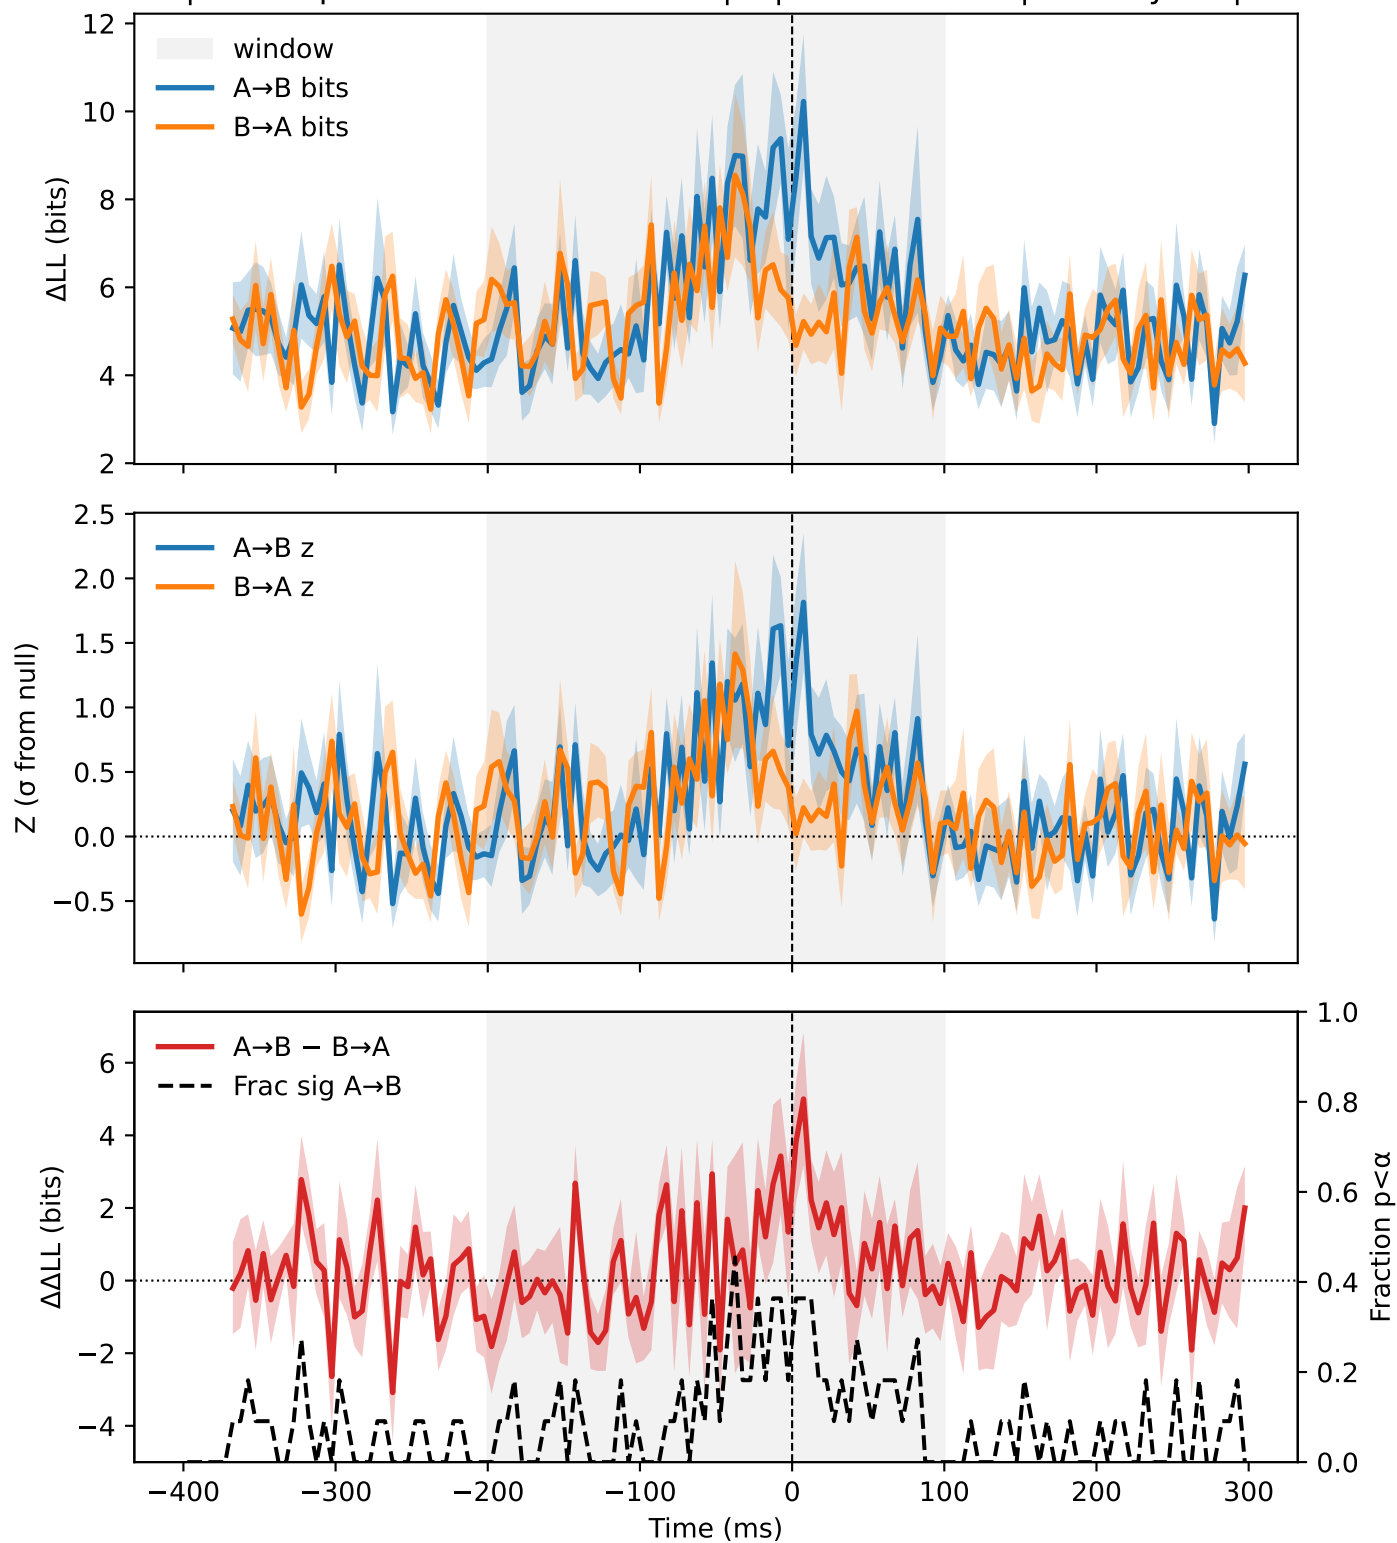 12
10
8
6
4
2
ΔLL (bits)
window
A→B bits
B→A bits
2.5
2.0
1.5
1.0
0.5
0.0
−0.5
Z (σ from null)
A→B z
B→A z
6
4
2
0
−2
−4
ΔΔLL (bits)
A→B − B→A
Frac sig A→B
1.0
0.8
0.6
0.4
0.2
0.0
Fraction p<α
−400 −300 −200 −100 0 100 200 300
Time (ms)